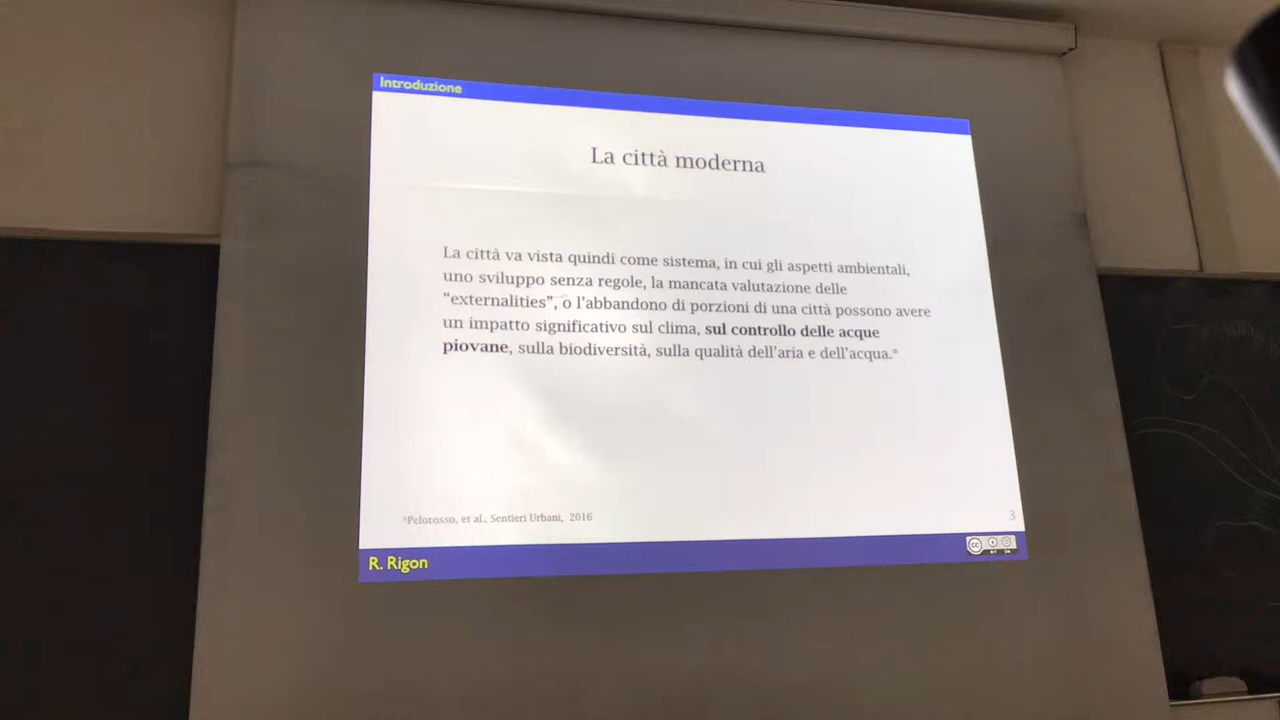 Introduzione
La città moderna
La città va vista quindi come sistema, in cui gli aspetti ambientali,
uno sviluppo senza regole, la mancata valutazione delle
“externalities”, o l’abbandono di porzioni di una città possono avere
un impatto significativo sul clima, sul controllo delle acque
piovane, sulla biodiversità, sulla qualità dell’aria e dell’acqua.*
*Pelorosso, et al., Sentieri Urbani, 2016
3
R. Rigon
cc
BY SA